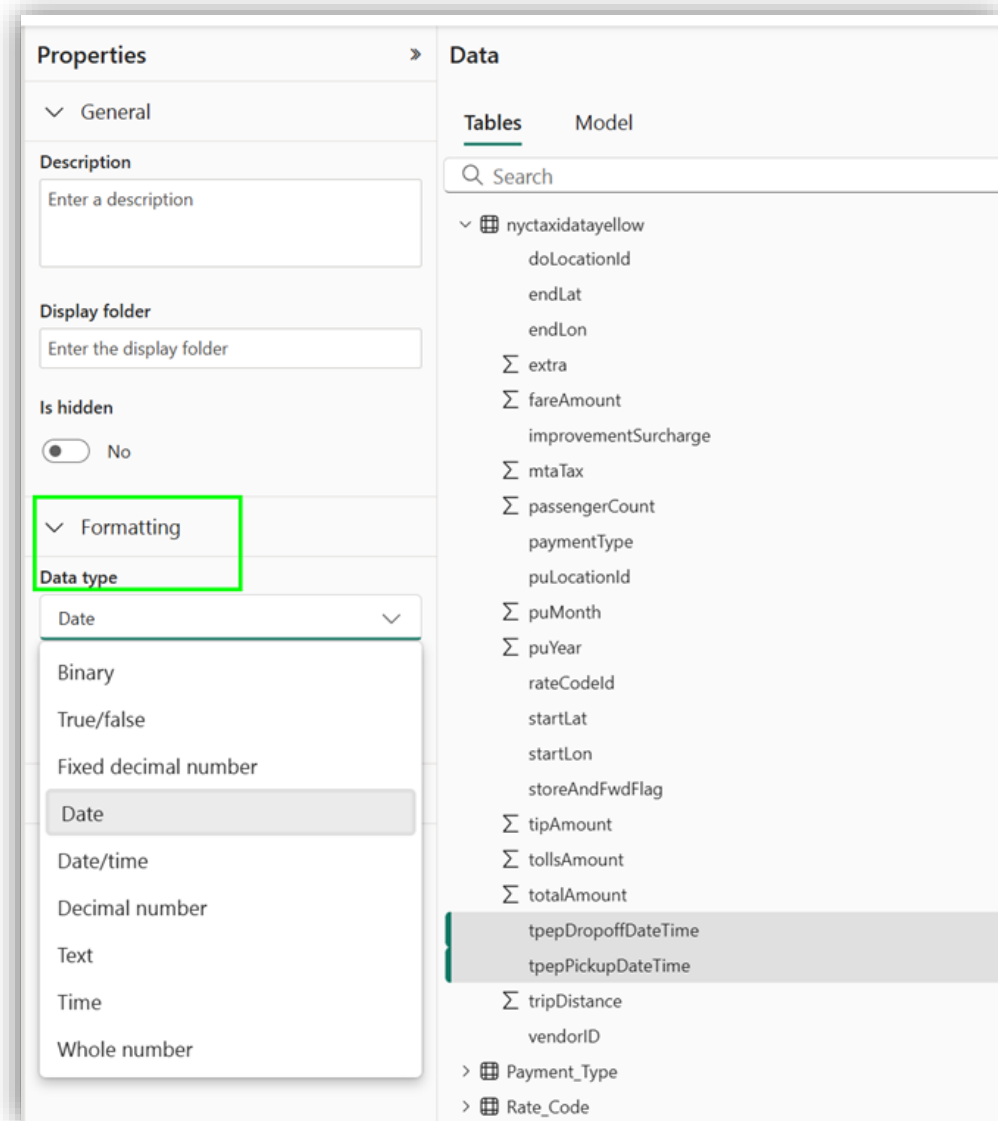 Properties
General
Description
Enter a description
Display folder
Enter the display folder
Is hidden
No
Formatting
Data type
Date
Binary
True/false
Fixed decimal number
Date
Date/time
Decimal number
Text
Time
Whole number
Data
Tables Model
Search
nyctaxidatayellow
doLocationId
endLat
endLon
extra
fareAmount
improvementSurcharge
mtaTax
passengerCount
paymentType
puLocationId
puMonth
puYear
rateCodeId
startLat
startLon
storeAndFwdFlag
tipAmount
tollsAmount
totalAmount
tpepDropoffDateTime
tpepPickupDateTime
tripDistance
vendorID
Payment_Type
Rate_Code